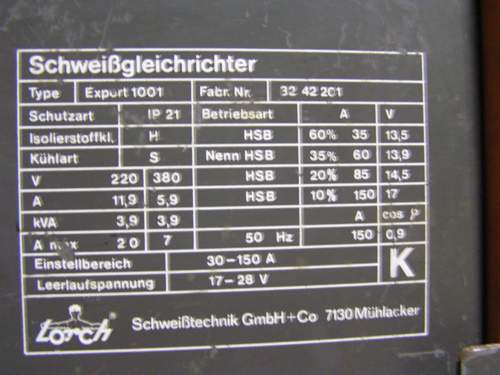 Schweißgleichrichter
Type Export 1001 Fabr. Nr. 32 42 201
Schutzart IP 21 Betriebsart A V
Isolierstoffkl. H HSB 60% 35 13,5
Kühlart S Nenn HSB 35% 60 13,9
V 220 380 HSB 20% 85 14,5
A 11,9 5,9 HSB 10% 150 17
kVA 3,9 3,9 A cos φ
A max 20 7 50 Hz 150 0,9
Einstellbereich 30-150 A K
Leerlaufspannung 17-28 V
Lorch Schweißtechnik GmbH+Co 7130 Mühlacker